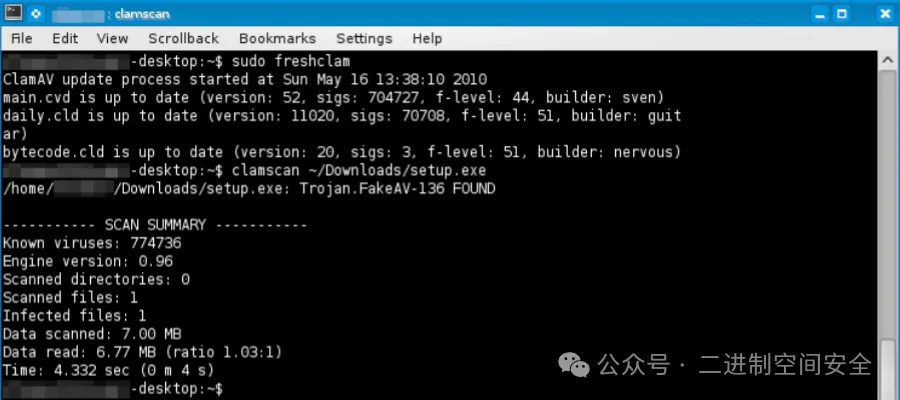 : clamscan
File Edit View Scrollback Bookmarks Settings Help
-desktop:~$ sudo freshclam
ClamAV update process started at Sun May 16 13:38:10 2010
main.cvd is up to date (version: 52, sigs: 704727, f-level: 44, builder: sven)
daily.cld is up to date (version: 11020, sigs: 70708, f-level: 51, builder: guit
ar)
bytecode.cld is up to date (version: 20, sigs: 3, f-level: 51, builder: nervous)
-desktop:~$ clamscan ~/Downloads/setup.exe
/home/ /Downloads/setup.exe: Trojan.FakeAV-136 FOUND
----------- SCAN SUMMARY -----------
Known viruses: 774736
Engine version: 0.96
Scanned directories: 0
Scanned files: 1
Infected files: 1
Data scanned: 7.00 MB
Data read: 6.77 MB (ratio 1.03:1)
Time: 4.332 sec (0 m 4 s)
-desktop:~$
公众号 · 二进制空间安全